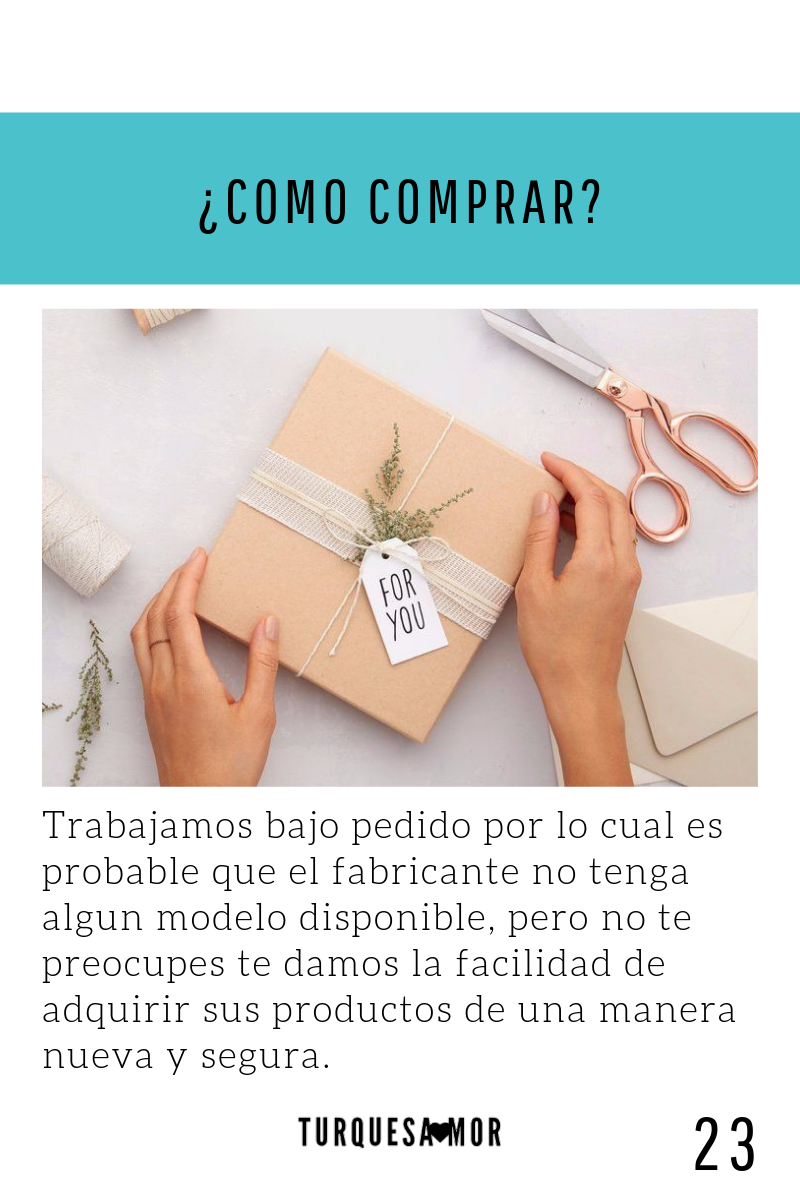 ¿COMO COMPRAR?
FOR
YOU
Trabajamos bajo pedido por lo cual es
probable que el fabricante no tenga
algun modelo disponible, pero no te
preocupes te damos la facilidad de
adquirir sus productos de una manera
nueva y segura.
TURQUESA♥MOR
23